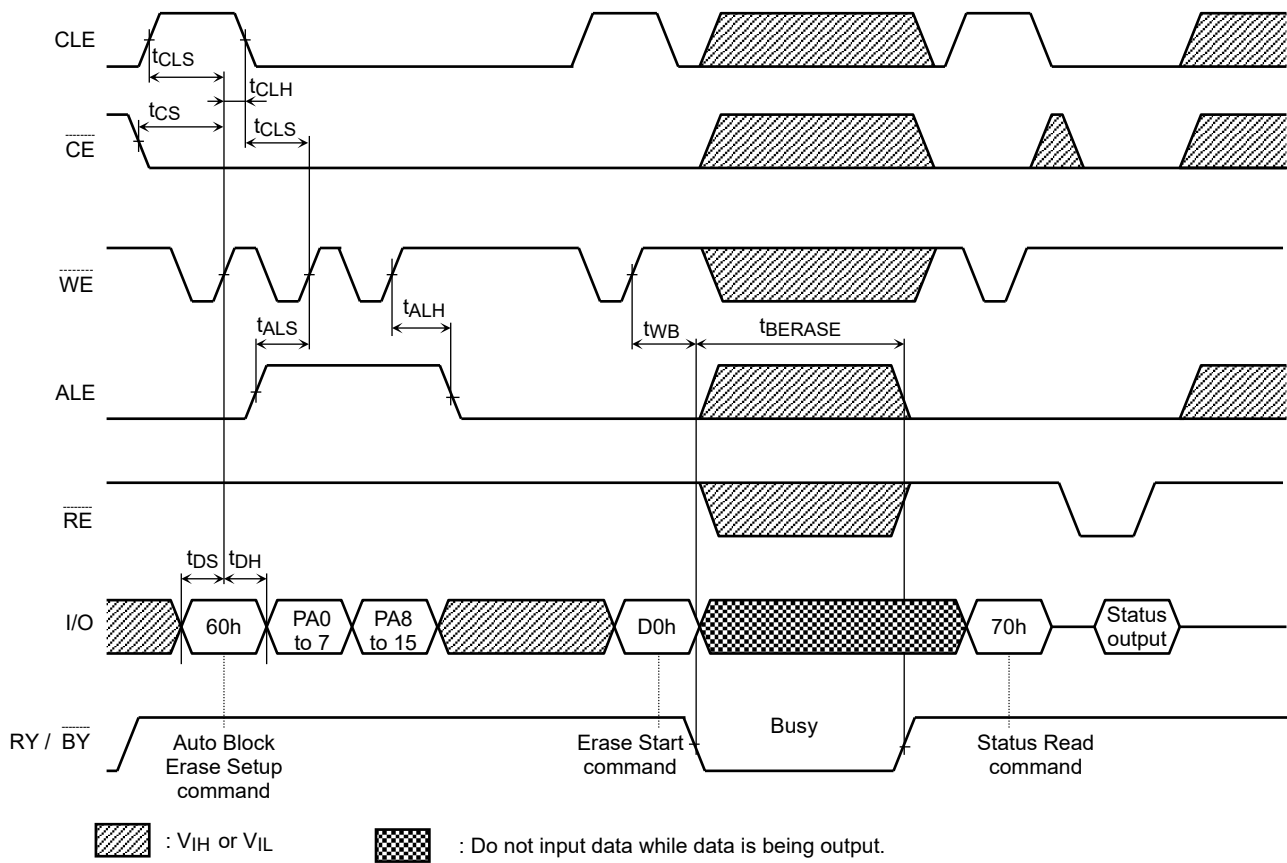 CLE
tCLS
tCLH
tCS
tCLS
CE
WE
tALS
tALH
tWB
tBERASE
ALE
RE
tDS
tDH
I/O
60h
PA0
to 7
PA8
to 15
D0h
70h
Status
output
RY / BY
Busy
Auto Block
Erase Setup
command
Erase Start
command
Status Read
command
: VIH or VIL
: Do not input data while data is being output.